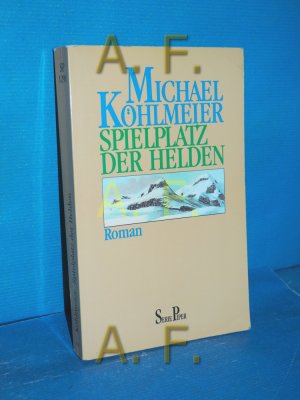 A. F.
MICHAEL
KÖHLMEIER
SPIELPLATZ
DER HELDEN
A. F.
A. F.
Roman
SERIE PIPER
A. F.